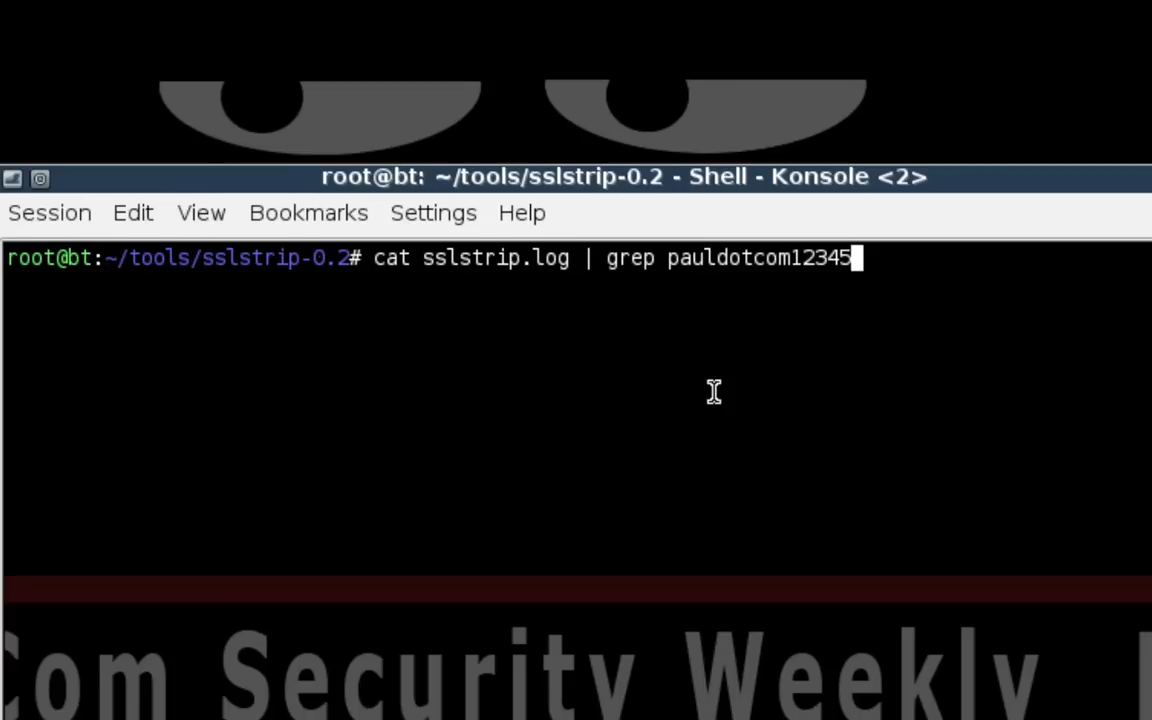 root@bt: ~/tools/sslstrip-0.2 - Shell - Konsole <2>
Session Edit View Bookmarks Settings Help
root@bt:~/tools/sslstrip-0.2# cat sslstrip.log | grep pauldotcom12345
Com Security Weekly